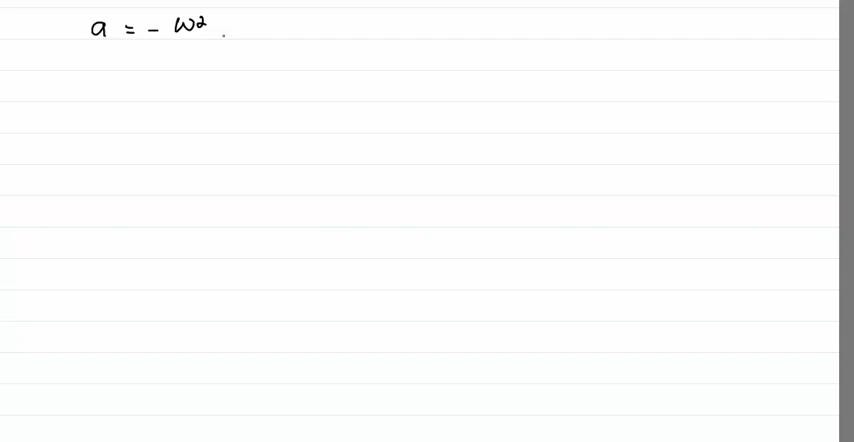 a = - ω² .